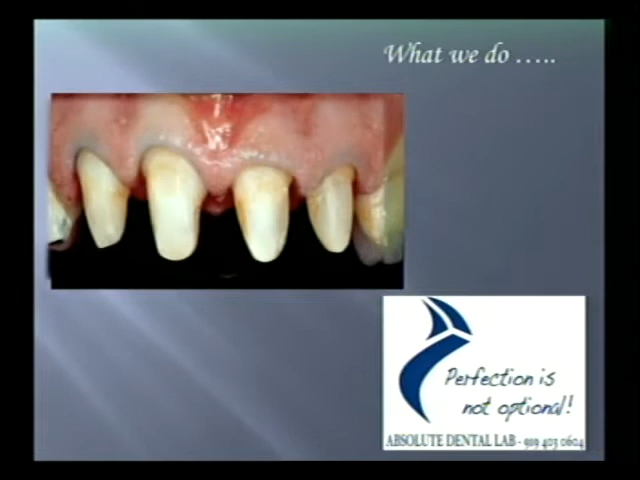 What we do .....
Perfection is
not optional!
ABSOLUTE DENTAL LAB - 919 403 0604